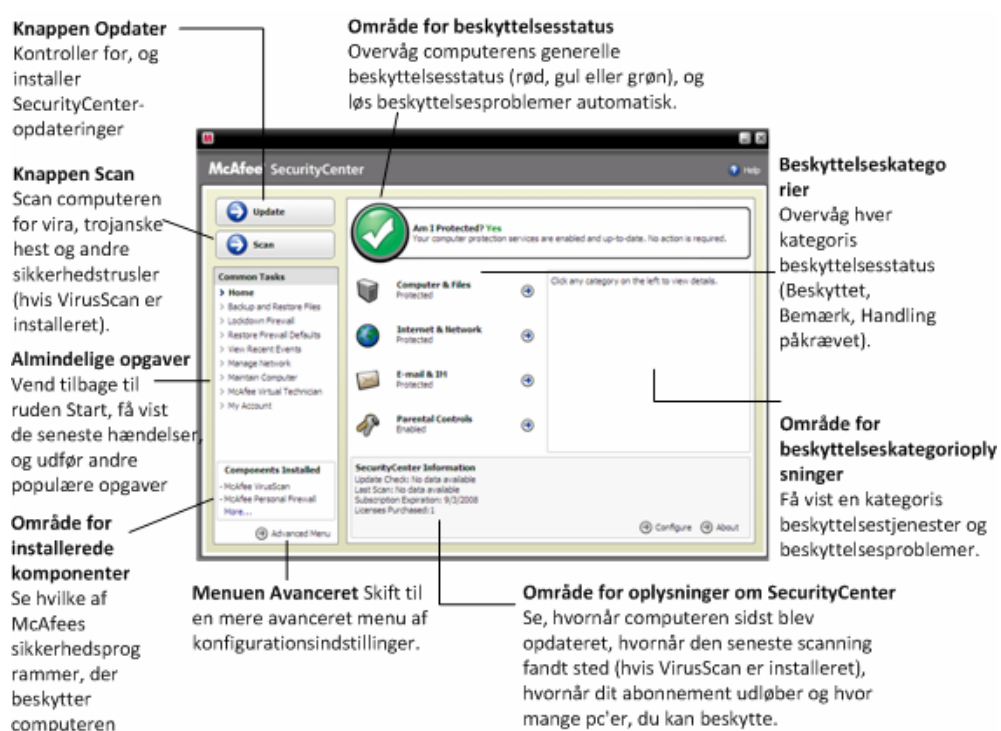 Knappen Opdater
Kontroller for, og
installer
SecurityCenter-
opdateringer
Område for beskyttelsesstatus
Overvåg computerens generelle
beskyttelsesstatus (rød, gul eller grøn), og
løs beskyttelsesproblemer automatisk.
Knappen Scan
Scan computeren
for vira, trojanske
hest og andre
sikkerhedstrusler
(hvis VirusScan er
installeret).
Almindelige opgaver
Vend tilbage til
ruden Start, få vist
de seneste hændelser,
og udfør andre
populære opgaver
Område for
installerede
komponenter
Se hvilke af
McAfees
sikkerhedsprog
rammer, der
beskytter
computeren
M
McAfee SecurityCenter
Help
Update
Scan
Common Tasks
> Home
> Backup and Restore Files
> Lockdown Firewall
> Restore Firewall Defaults
> View Recent Events
> Manage Network
> Maintain Computer
> McAfee Virtual Technician
> My Account
Components Installed
- McAfee VirusScan
- McAfee Personal Firewall
More...
Advanced Menu
Am I Protected? Yes
Your computer protection services are enabled and up-to-date. No action is required.
Computer & Files
Protected
Internet & Network
Protected
E-mail & IM
Protected
Parental Controls
Enabled
Click any category on the left to view details.
SecurityCenter Information
Update Check: No data available
Last Scan: No data available
Subscription Expiration: 9/3/2008
Licenses Purchased: 1
Configure
About
Beskyttelseskatego
rier
Overvåg hver
kategoris
beskyttelsesstatus
(Beskyttet,
Bemærk, Handling
påkrævet).
Område for
beskyttelseskategorioply
sninger
Få vist en kategoris
beskyttelsestjenester og
beskyttelsesproblemer.
Menuen Avanceret Skift til
en mere avanceret menu af
konfigurationsindstillinger.
Område for oplysninger om SecurityCenter
Se, hvornår computeren sidst blev
opdateret, hvornår den seneste scanning
fandt sted (hvis VirusScan er installeret),
hvornår dit abonnement udløber og hvor
mange pc'er, du kan beskytte.